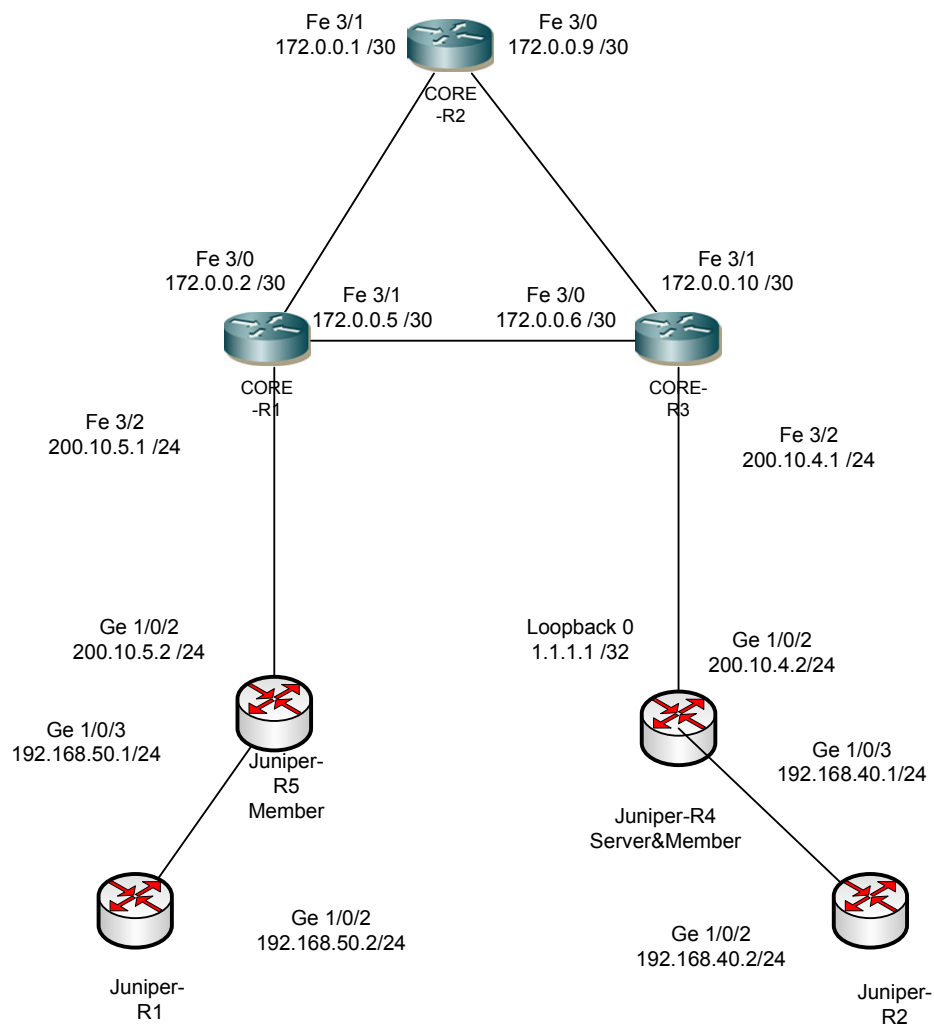 Fe 3/1
172.0.0.1 /30
Fe 3/0
172.0.0.9 /30
CORE
-R2
Fe 3/0
172.0.0.2 /30
Fe 3/1
172.0.0.5 /30
Fe 3/0
172.0.0.6 /30
Fe 3/1
172.0.0.10 /30
CORE
-R1
CORE-
R3
Fe 3/2
200.10.5.1 /24
Fe 3/2
200.10.4.1 /24
Ge 1/0/2
200.10.5.2 /24
Loopback 0
1.1.1.1 /32
Ge 1/0/2
200.10.4.2/24
Ge 1/0/3
192.168.50.1/24
Juniper-
R5
Member
Ge 1/0/3
192.168.40.1/24
Juniper-R4
Server&Member
Ge 1/0/2
192.168.50.2/24
Ge 1/0/2
192.168.40.2/24
Juniper-
R1
Juniper-
R2